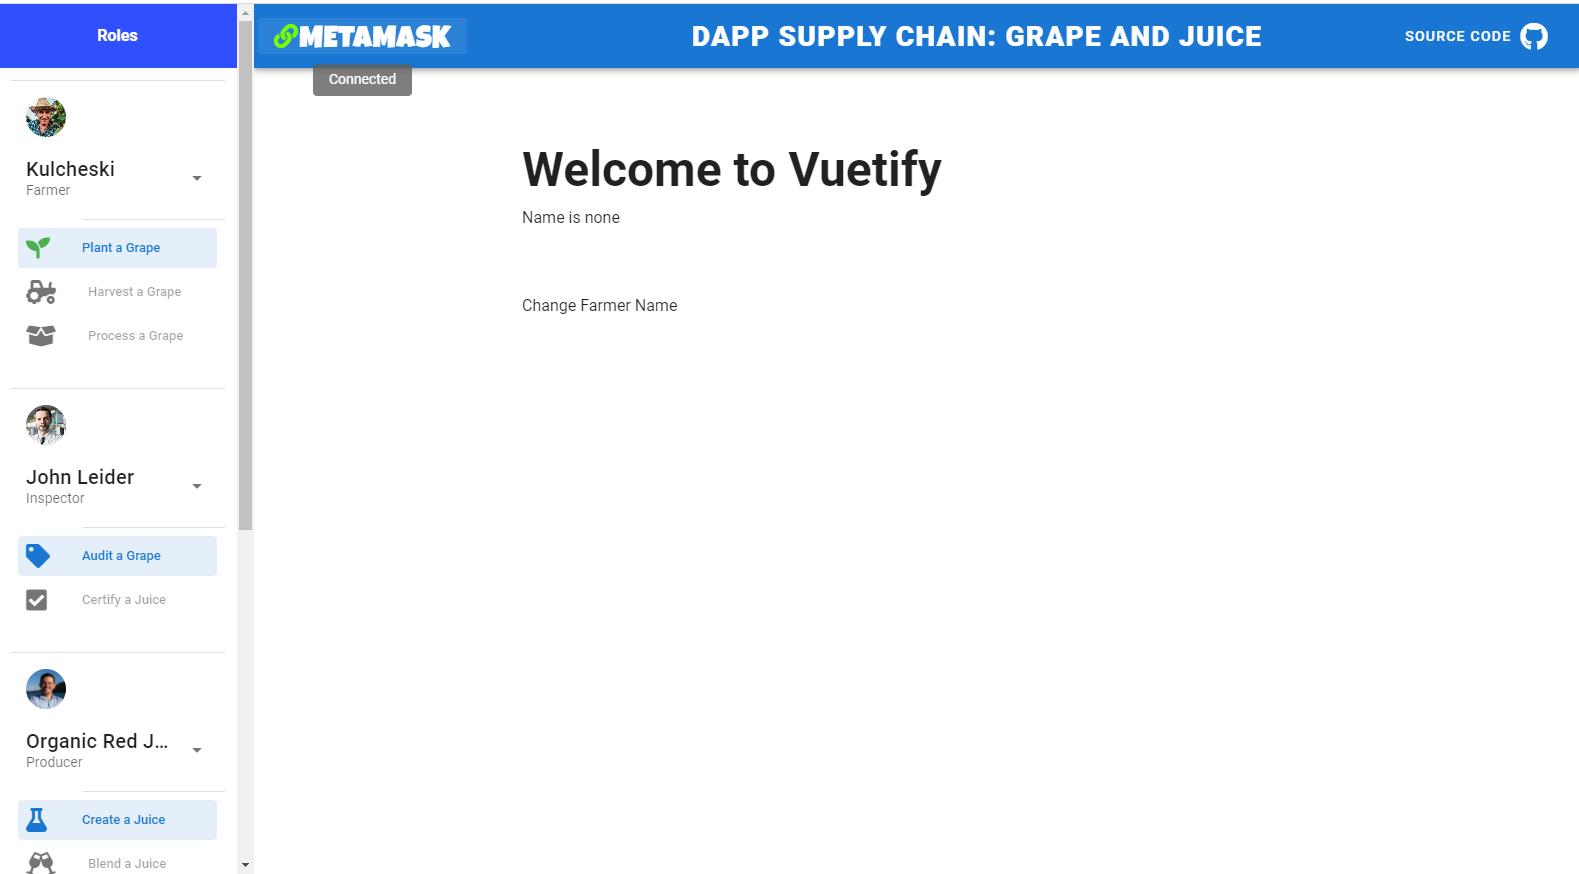 Roles
METAMASK
DAPP SUPPLY CHAIN: GRAPE AND JUICE
SOURCE CODE
Connected
Kulcheski
Farmer
Plant a Grape
Harvest a Grape
Process a Grape
John Leider
Inspector
Audit a Grape
Certify a Juice
Organic Red J...
Producer
Create a Juice
Blend a Juice
Welcome to Vuetify
Name is none
Change Farmer Name